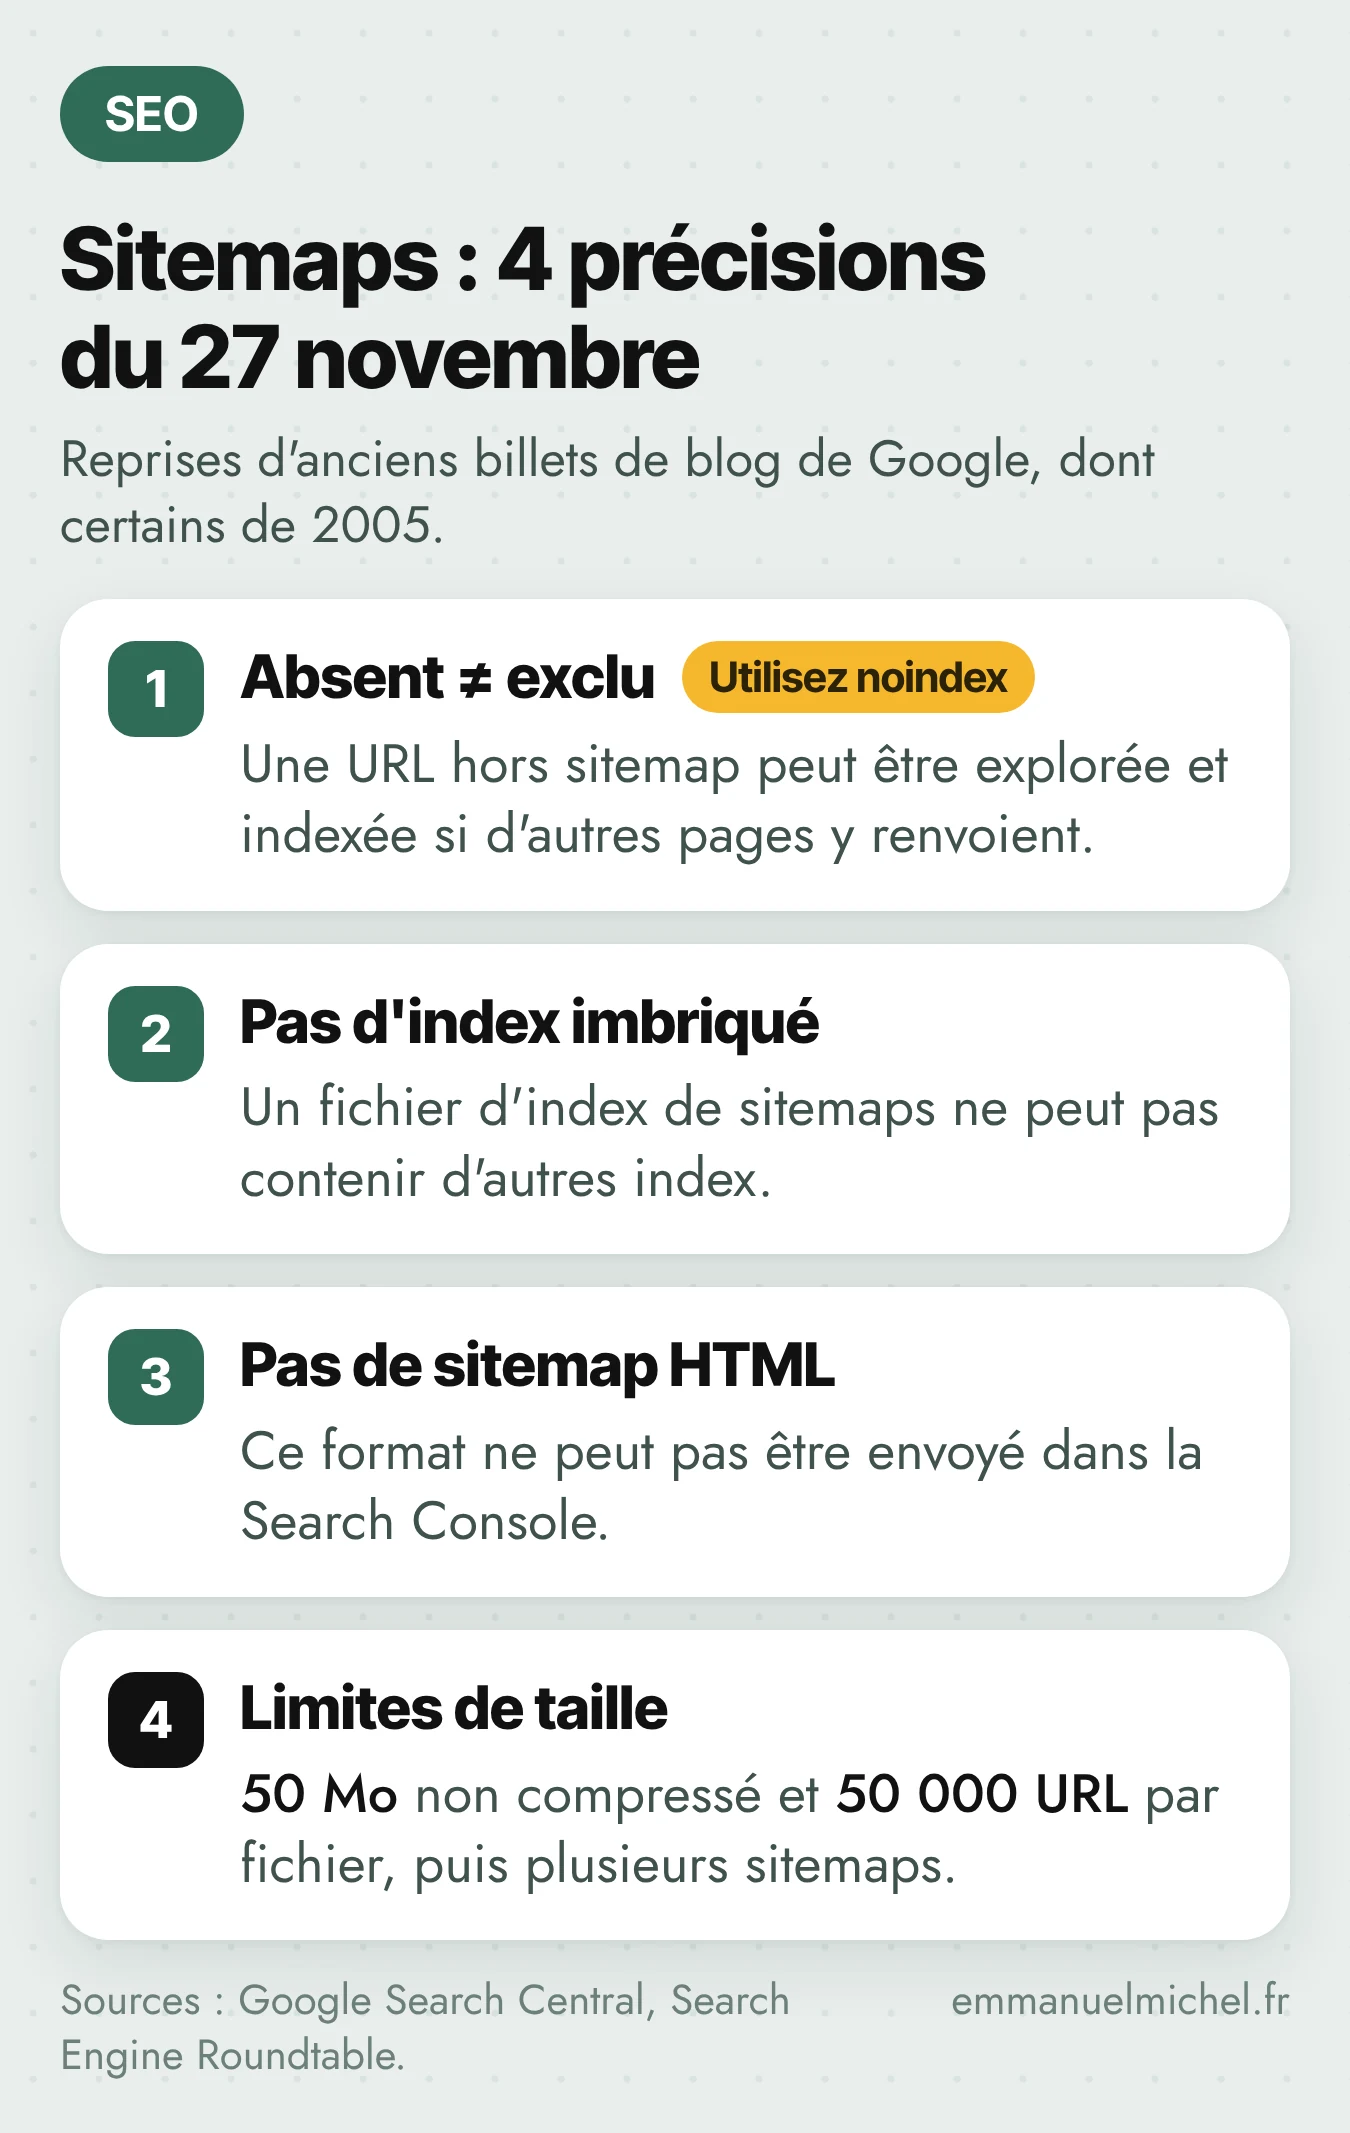 SEO
Sitemaps : 4 précisions
du 27 novembre
Reprises d'anciens billets de blog de Google, dont
certains de 2005.
1
Absent ≠ exclu
Utilisez noindex
Une URL hors sitemap peut être explorée et
indexée si d'autres pages y renvoient.
2
Pas d'index imbriqué
Un fichier d'index de sitemaps ne peut pas
contenir d'autres index.
3
Pas de sitemap HTML
Ce format ne peut pas être envoyé dans la
Search Console.
4
Limites de taille
50 Mo non compressé et 50 000 URL par
fichier, puis plusieurs sitemaps.
Sources : Google Search Central, Search
Engine Roundtable.
emmanuelmichel.fr